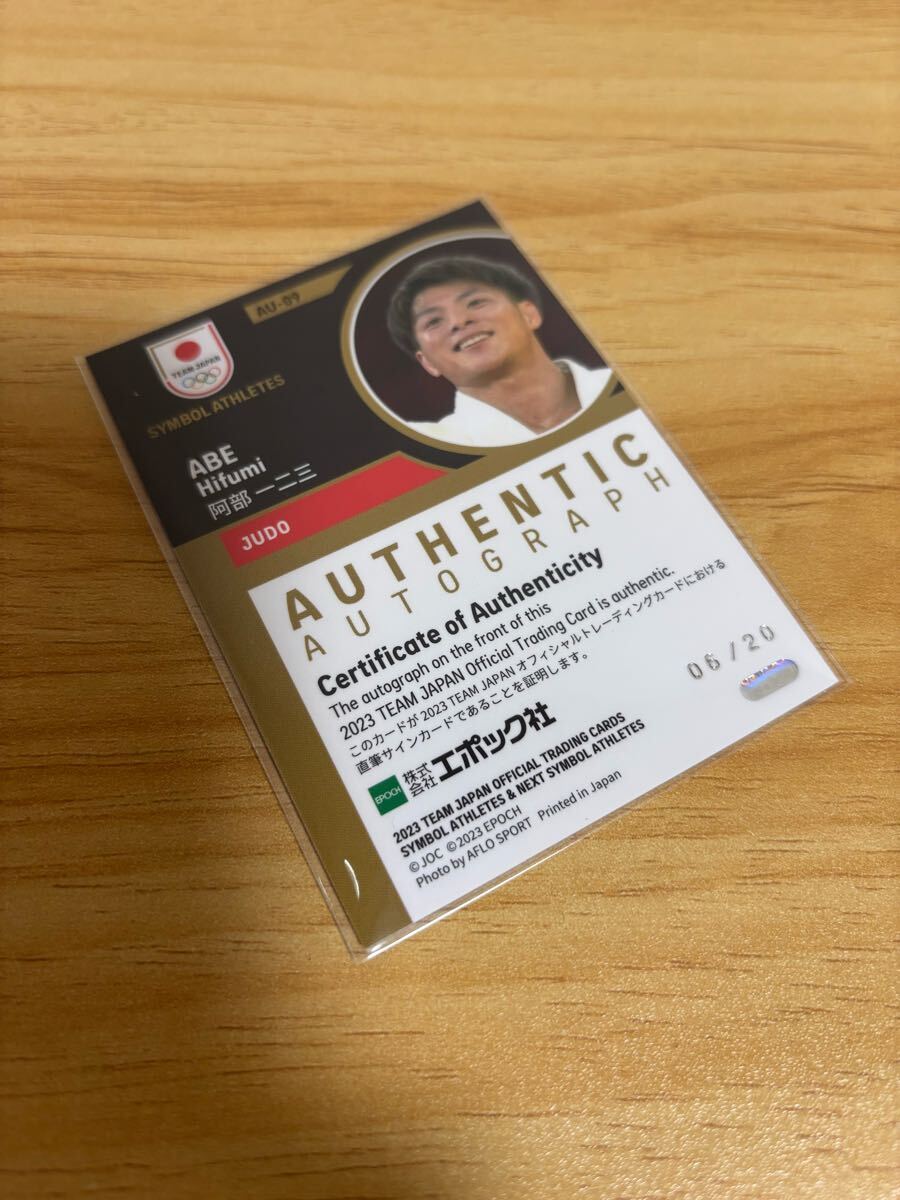 AU-09
TEAM JAPAN
SYMBOL ATHLETES
ABE
Hifumi
阿部 一二三
JUDO
AUTHENTIC
AUTOGRAPH
Certificate of Authenticity
The autograph on the front of this
2023 TEAM JAPAN Official Trading Card is authentic.
このカードが 2023 TEAM JAPAN オフィシャルトレーディングカードにおける
直筆サインカードであることを証明します。
06/20
EPOCH
株式会社エポック社
2023 TEAM JAPAN OFFICIAL TRADING CARDS
SYMBOL ATHLETES & NEXT SYMBOL ATHLETES
©JOC ©2023 EPOCH
Photo by AFLO SPORT Printed in Japan